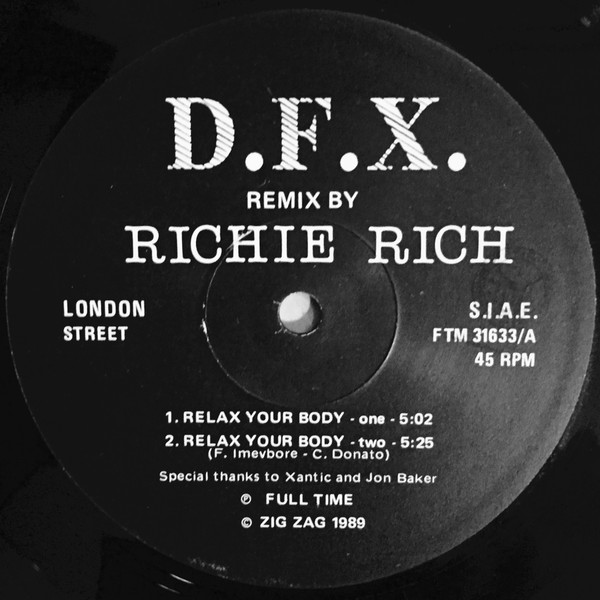 D.F.X.
REMIX BY
RICHIE RICH
LONDON
STREET
S.I.A.E.
FTM 31633/A
45 RPM
1. RELAX YOUR BODY - one - 5:02
2. RELAX YOUR BODY - two - 5:25
(F. Imevbore - C. Donato)
Special thanks to Xantic and Jon Baker
℗ FULL TIME
© ZIG ZAG 1989